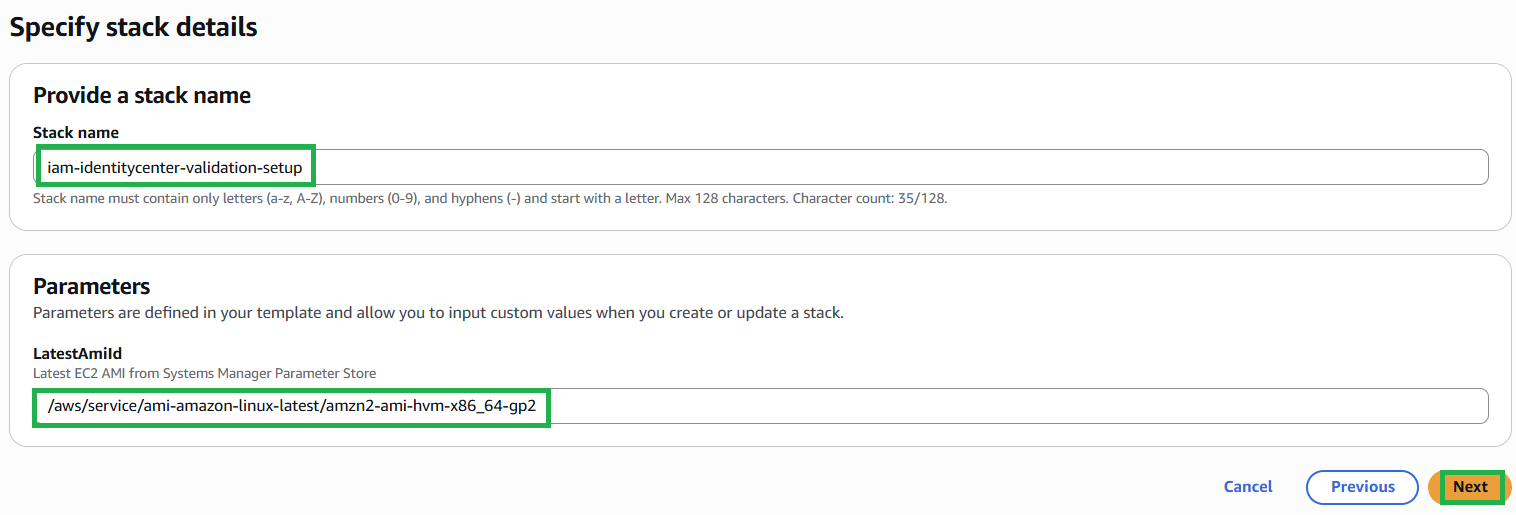 Specify stack details
Provide a stack name
Stack name
iam-identitycenter-validation-setup
Stack name must contain only letters (a-z, A-Z), numbers (0-9), and hyphens (-) and start with a letter. Max 128 characters. Character count: 35/128.
Parameters
Parameters are defined in your template and allow you to input custom values when you create or update a stack.
LatestAmiId
Latest EC2 AMI from Systems Manager Parameter Store
/aws/service/ami-amazon-linux-latest/amzn2-ami-hvm-x86_64-gp2
Cancel Previous Next